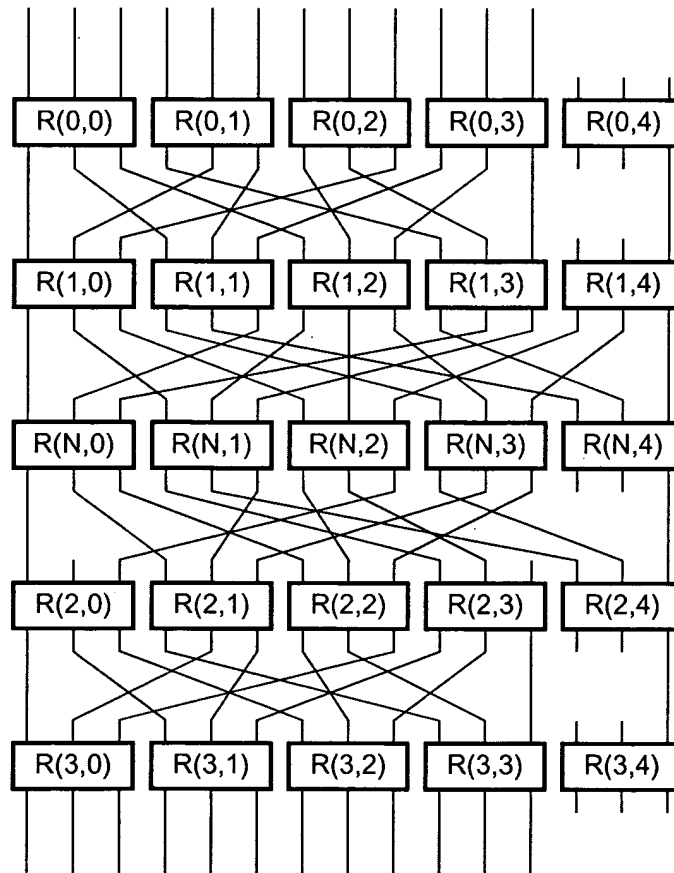 R(0,0) R(0,1) R(0,2) R(0,3) R(0,4)
R(1,0) R(1,1) R(1,2) R(1,3) R(1,4)
R(N,0) R(N,1) R(N,2) R(N,3) R(N,4)
R(2,0) R(2,1) R(2,2) R(2,3) R(2,4)
R(3,0) R(3,1) R(3,2) R(3,3) R(3,4)